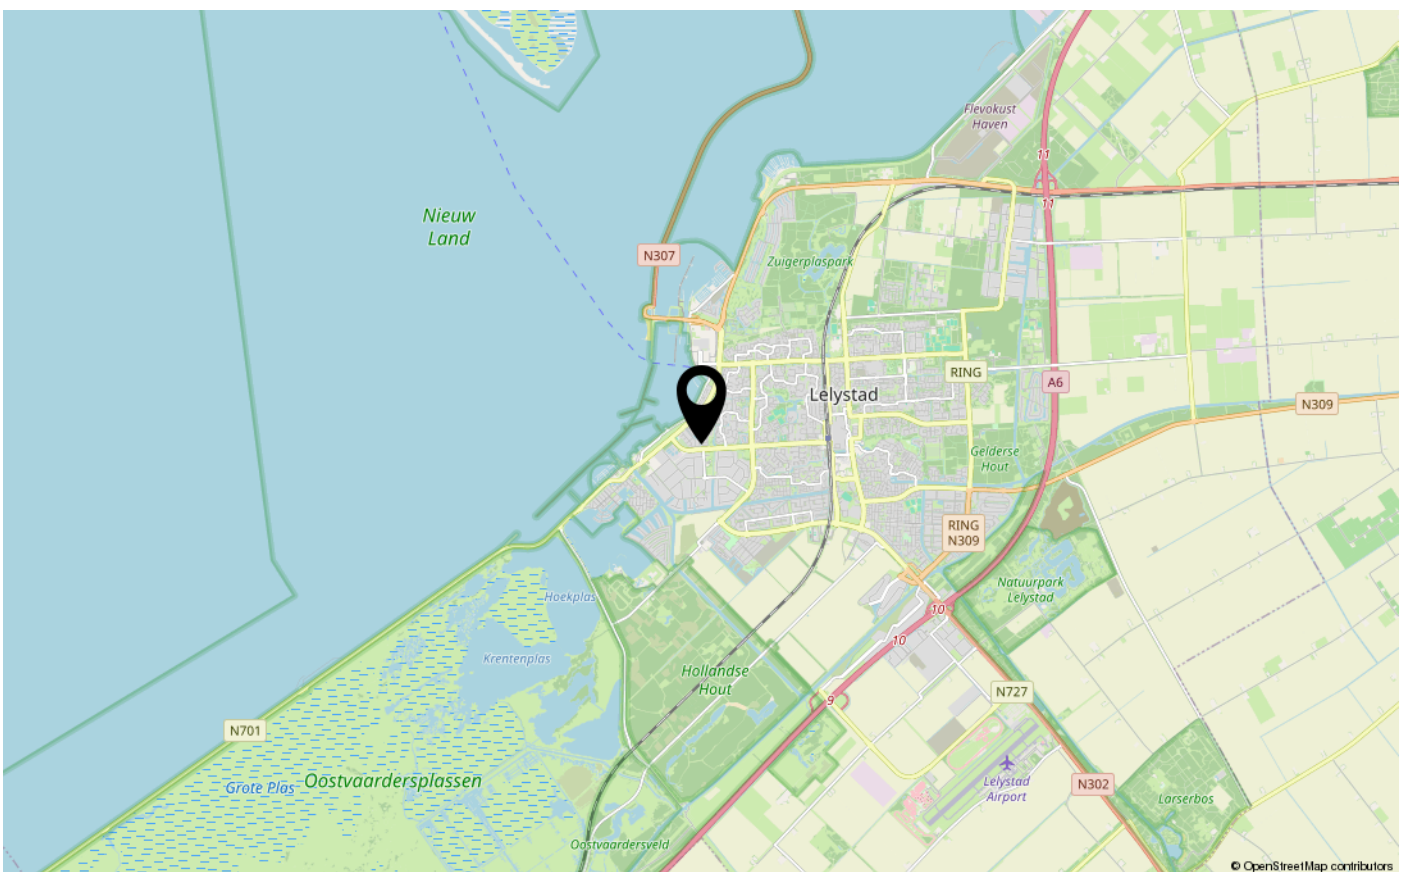 Flevokust
Haven
11
11
Nieuw
Land
N307
Zuigerplaspark
RING
A6
Lelystad
N309
Gelderse
Hout
RING
N309
Natuurpark
Lelystad
Hoekplas
10
10
Krentenplas
Hollandse
Hout
N727
9
N701
Oostvaardersplassen
Grote Plas
Lelystad
Airport
N302
Larserbos
Oostvaardersveld
© OpenStreetMap contributors